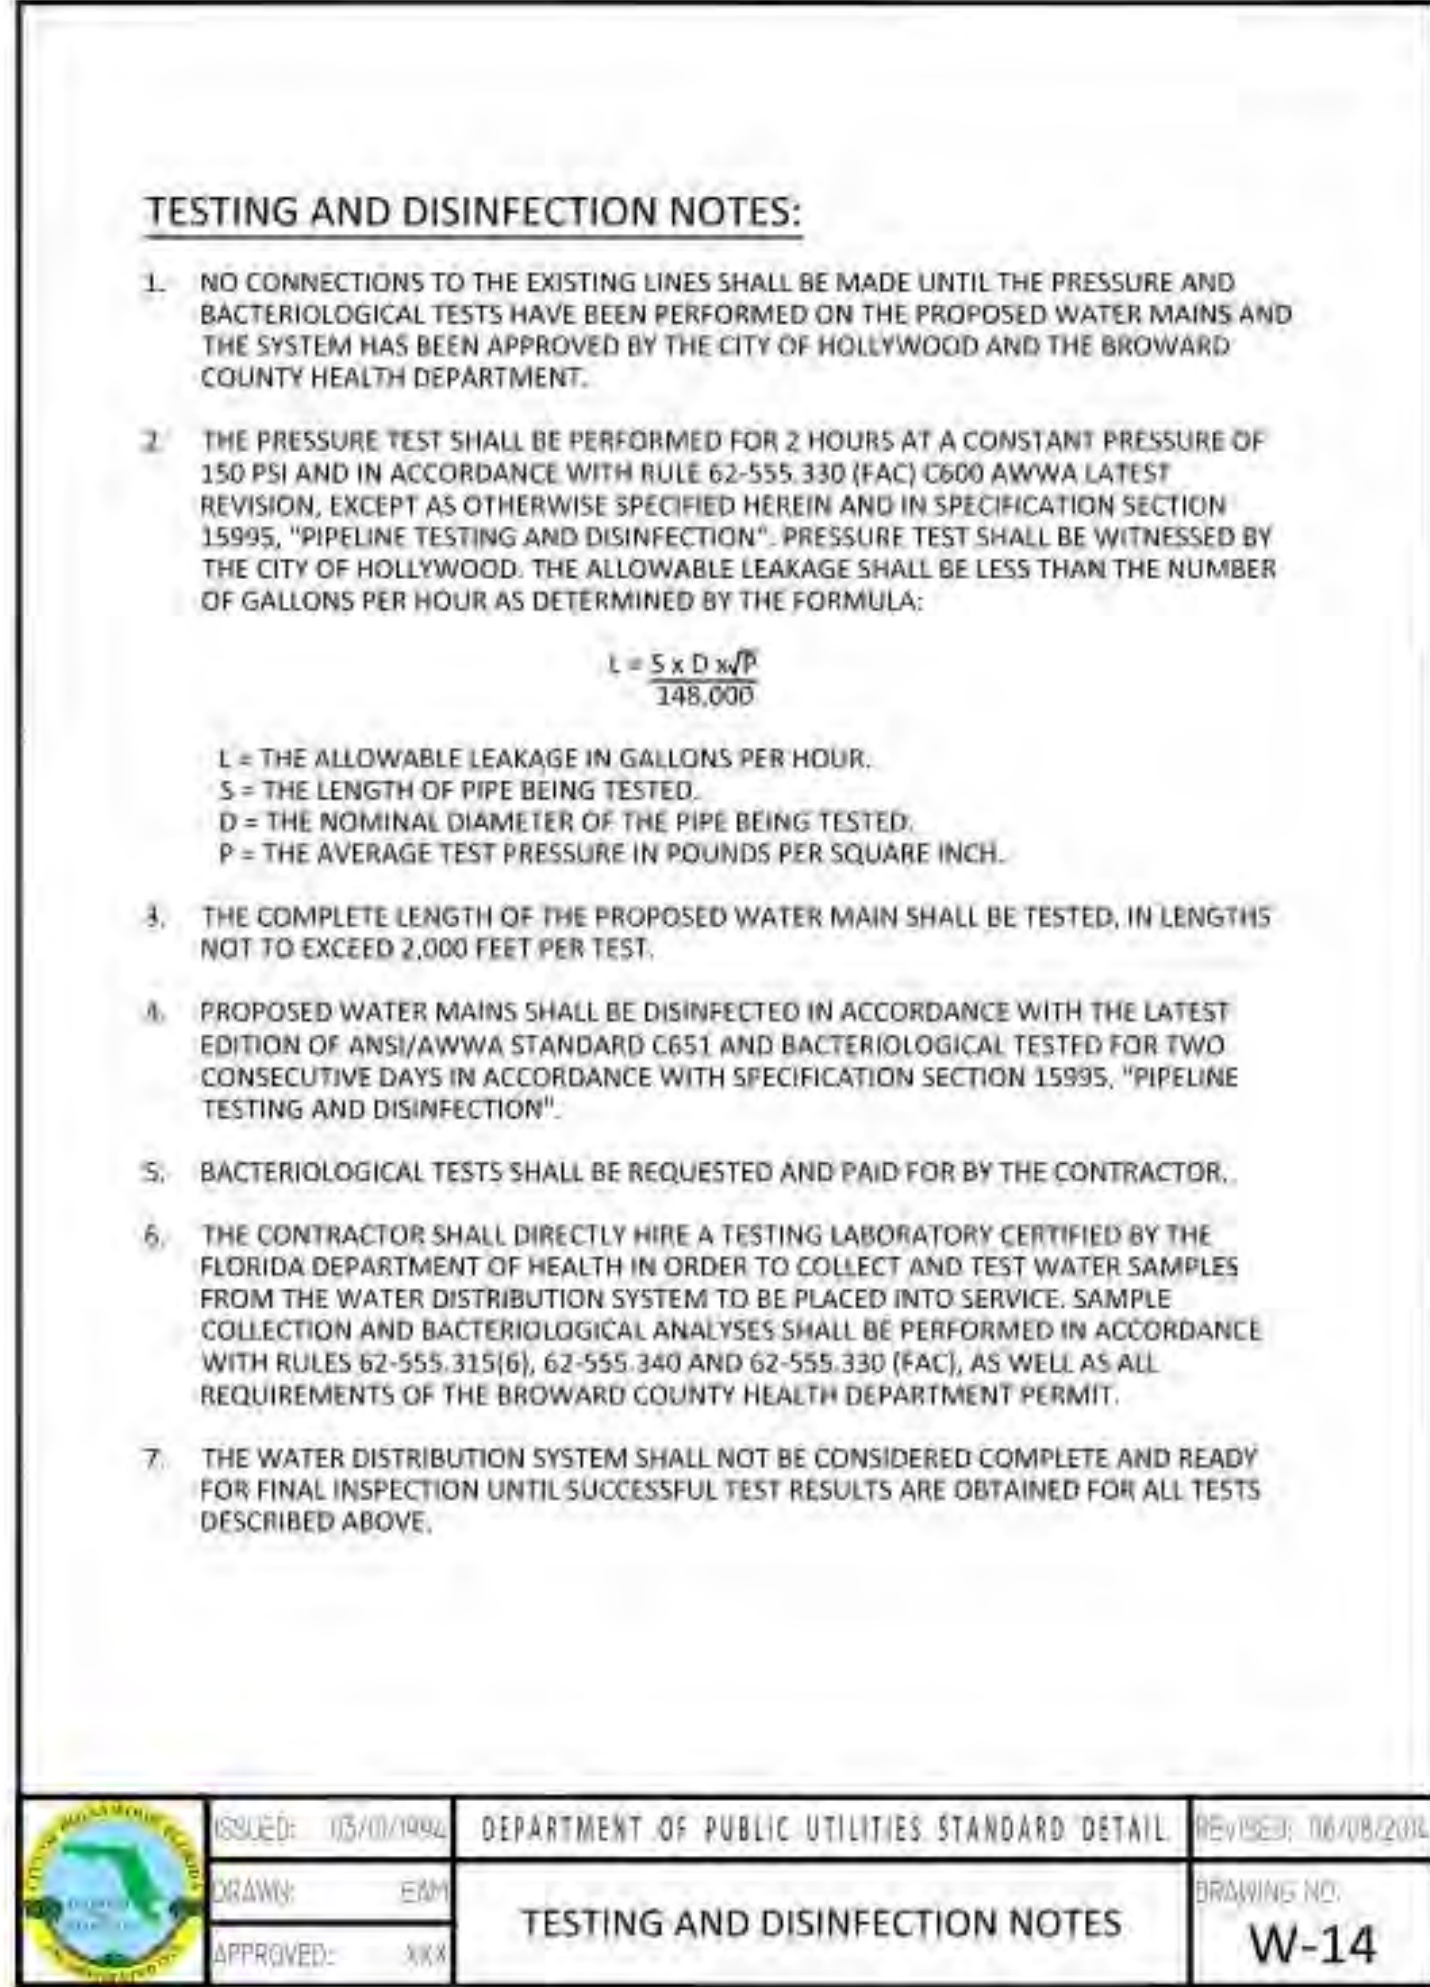 TESTING AND DISINFECTION NOTES:
1. NO CONNECTIONS TO THE EXISTING LINES SHALL BE MADE UNTIL THE PRESSURE AND
BACTERIOLOGICAL TESTS HAVE BEEN PERFORMED ON THE PROPOSED WATER MAINS AND
THE SYSTEM HAS BEEN APPROVED BY THE CITY OF HOLLYWOOD AND THE BROWARD
COUNTY HEALTH DEPARTMENT.
2. THE PRESSURE TEST SHALL BE PERFORMED FOR 2 HOURS AT A CONSTANT PRESSURE OF
150 PSI AND IN ACCORDANCE WITH RULE 62-555.330 (FAC) C600 AWWA LATEST
REVISION, EXCEPT AS OTHERWISE SPECIFIED HEREIN AND IN SPECIFICATION SECTION
15995, "PIPELINE TESTING AND DISINFECTION". PRESSURE TEST SHALL BE WITNESSED BY
THE CITY OF HOLLYWOOD. THE ALLOWABLE LEAKAGE SHALL BE LESS THAN THE NUMBER
OF GALLONS PER HOUR AS DETERMINED BY THE FORMULA:
L = S x D x √P
148,000
L = THE ALLOWABLE LEAKAGE IN GALLONS PER HOUR.
S = THE LENGTH OF PIPE BEING TESTED.
D = THE NOMINAL DIAMETER OF THE PIPE BEING TESTED.
P = THE AVERAGE TEST PRESSURE IN POUNDS PER SQUARE INCH.
3. THE COMPLETE LENGTH OF THE PROPOSED WATER MAIN SHALL BE TESTED, IN LENGTHS
NOT TO EXCEED 2,000 FEET PER TEST.
4. PROPOSED WATER MAINS SHALL BE DISINFECTED IN ACCORDANCE WITH THE LATEST
EDITION OF ANSI/AWWA STANDARD C651 AND BACTERIOLOGICAL TESTED FOR TWO
CONSECUTIVE DAYS IN ACCORDANCE WITH SPECIFICATION SECTION 15995, "PIPELINE
TESTING AND DISINFECTION".
5. BACTERIOLOGICAL TESTS SHALL BE REQUESTED AND PAID FOR BY THE CONTRACTOR.
6. THE CONTRACTOR SHALL DIRECTLY HIRE A TESTING LABORATORY CERTIFIED BY THE
FLORIDA DEPARTMENT OF HEALTH IN ORDER TO COLLECT AND TEST WATER SAMPLES
FROM THE WATER DISTRIBUTION SYSTEM TO BE PLACED INTO SERVICE. SAMPLE
COLLECTION AND BACTERIOLOGICAL ANALYSES SHALL BE PERFORMED IN ACCORDANCE
WITH RULES 62-555.315(6), 62-555.340 AND 62-555.330 (FAC), AS WELL AS ALL
REQUIREMENTS OF THE BROWARD COUNTY HEALTH DEPARTMENT PERMIT.
7. THE WATER DISTRIBUTION SYSTEM SHALL NOT BE CONSIDERED COMPLETE AND READY
FOR FINAL INSPECTION UNTIL SUCCESSFUL TEST RESULTS ARE OBTAINED FOR ALL TESTS
DESCRIBED ABOVE.
ISSUED: 03/01/1994
DEPARTMENT OF PUBLIC UTILITIES STANDARD DETAIL
REVISED: 06/08/2014
DRAWN: EAM
APPROVED: XXX
TESTING AND DISINFECTION NOTES
DRAWING NO.
W-14